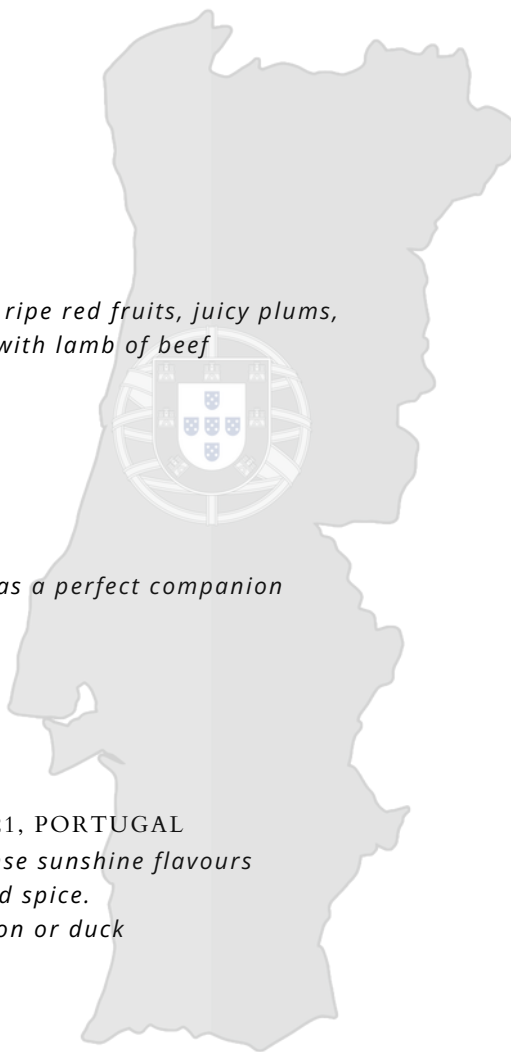 ripe red fruits, juicy plums,
with lamb of beef
as a perfect companion
1, PORTUGAL
se sunshine flavours
d spice.
on or duck